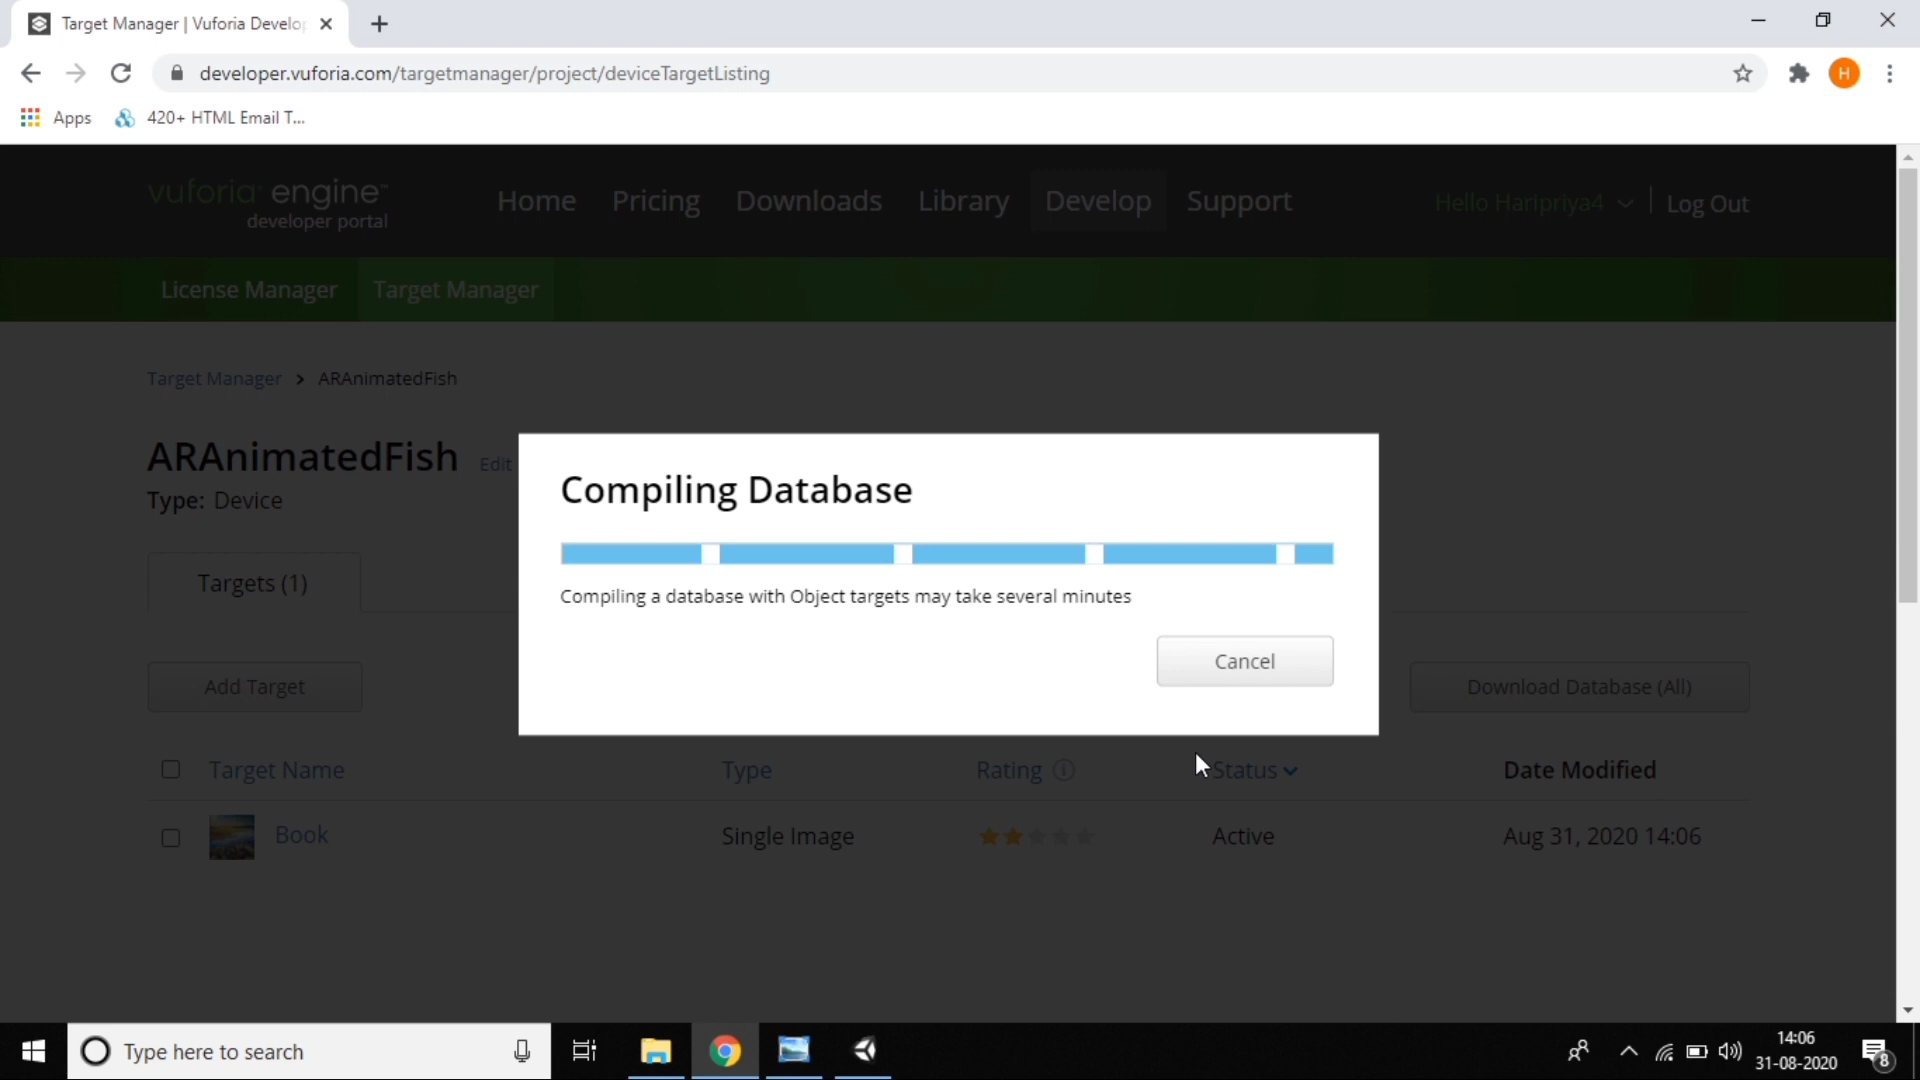 Target Manager | Vuforia Develo
developer.vuforia.com/targetmanager/project/deviceTargetListing
H
Apps
420+ HTML Email T...
vuforia engine™
developer portal
Home Pricing Downloads Library Develop Support
Hello Haripriya4 Log Out
License Manager Target Manager
Target Manager > ARAnimatedFish
ARAnimatedFish Edit
Type: Device
Compiling Database
Compiling a database with Object targets may take several minutes
Cancel
Targets (1)
Add Target
Download Database (All)
Target Name Type Rating Status Date Modified
Book Single Image Active Aug 31, 2020 14:06
Type here to search
14:06
31-08-2020
8